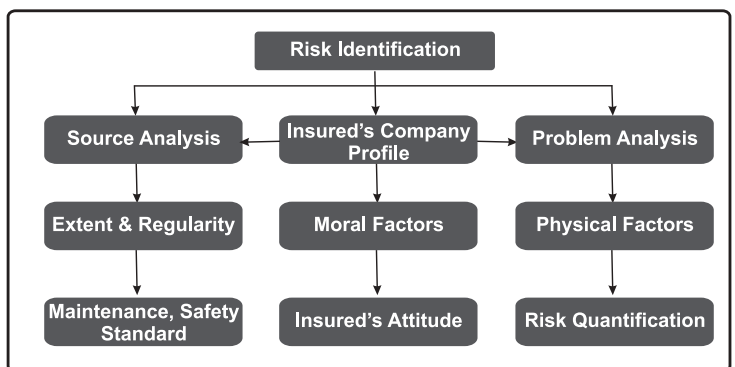 Risk Identification
Source Analysis
Insured’s Company
Profile
Problem Analysis
Extent & Regularity
Moral Factors
Physical Factors
Maintenance, Safety
Standard
Insured’s Attitude
Risk Quantification